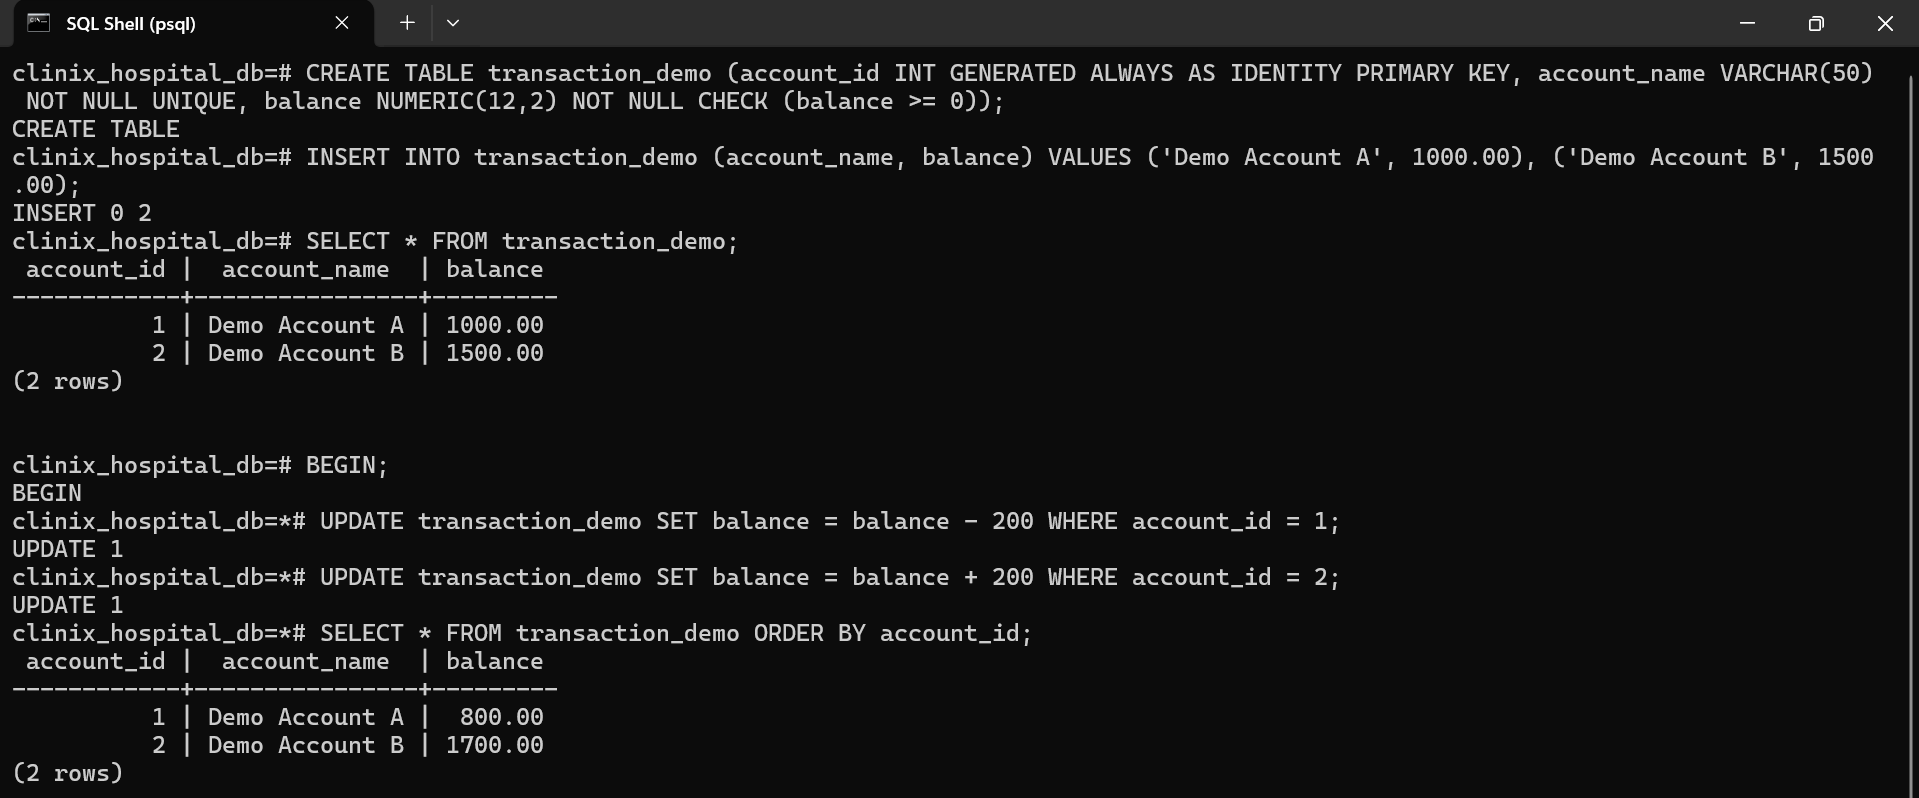 SQL Shell (psql)
clinix_hospital_db=# CREATE TABLE transaction_demo (account_id INT GENERATED ALWAYS AS IDENTITY PRIMARY KEY, account_name VARCHAR(50)
 NOT NULL UNIQUE, balance NUMERIC(12,2) NOT NULL CHECK (balance >= 0));
CREATE TABLE
clinix_hospital_db=# INSERT INTO transaction_demo (account_name, balance) VALUES ('Demo Account A', 1000.00), ('Demo Account B', 1500
.00);
INSERT 0 2
clinix_hospital_db=# SELECT * FROM transaction_demo;
 account_id |  account_name  | balance
------------+----------------+---------
          1 | Demo Account A | 1000.00
          2 | Demo Account B | 1500.00
(2 rows)


clinix_hospital_db=# BEGIN;
BEGIN
clinix_hospital_db=*# UPDATE transaction_demo SET balance = balance - 200 WHERE account_id = 1;
UPDATE 1
clinix_hospital_db=*# UPDATE transaction_demo SET balance = balance + 200 WHERE account_id = 2;
UPDATE 1
clinix_hospital_db=*# SELECT * FROM transaction_demo ORDER BY account_id;
 account_id |  account_name  | balance
------------+----------------+---------
          1 | Demo Account A |  800.00
          2 | Demo Account B | 1700.00
(2 rows)